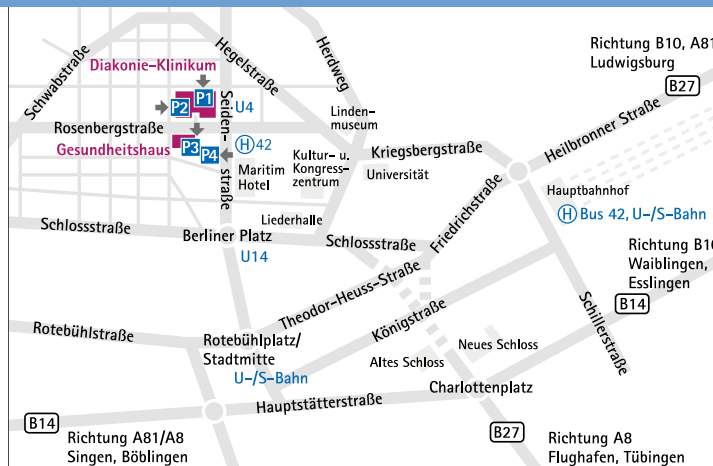 Schwabstraße
Hegelstraße
Herdweg
Richtung B10, A81
Ludwigsburg
B27
Diakonie-Klinikum
P1
P2
Seiden-
straße
U4
Linden-
museum
Heilbronner Straße
Rosenbergstraße
Gesundheitshaus
P3
P4
H 42
Maritim
Hotel
Kultur- u.
Kongress-
zentrum
Kriegsbergstraße
Universität
Hauptbahnhof
H Bus 42, U-/S-Bahn
Friedrichstraße
Schlossstraße
Liederhalle
Berliner Platz
U14
Schlossstraße
Richtung B10
Waiblingen,
Esslingen
B14
Theodor-Heuss-Straße
Königstraße
Schillerstraße
Rotebühlstraße
Rotebühlplatz/
Stadtmitte
U-/S-Bahn
Altes Schloss
Neues Schloss
Charlottenplatz
Hauptstätterstraße
B14
Richtung A81/A8
Singen, Böblingen
B27
Richtung A8
Flughafen, Tübingen